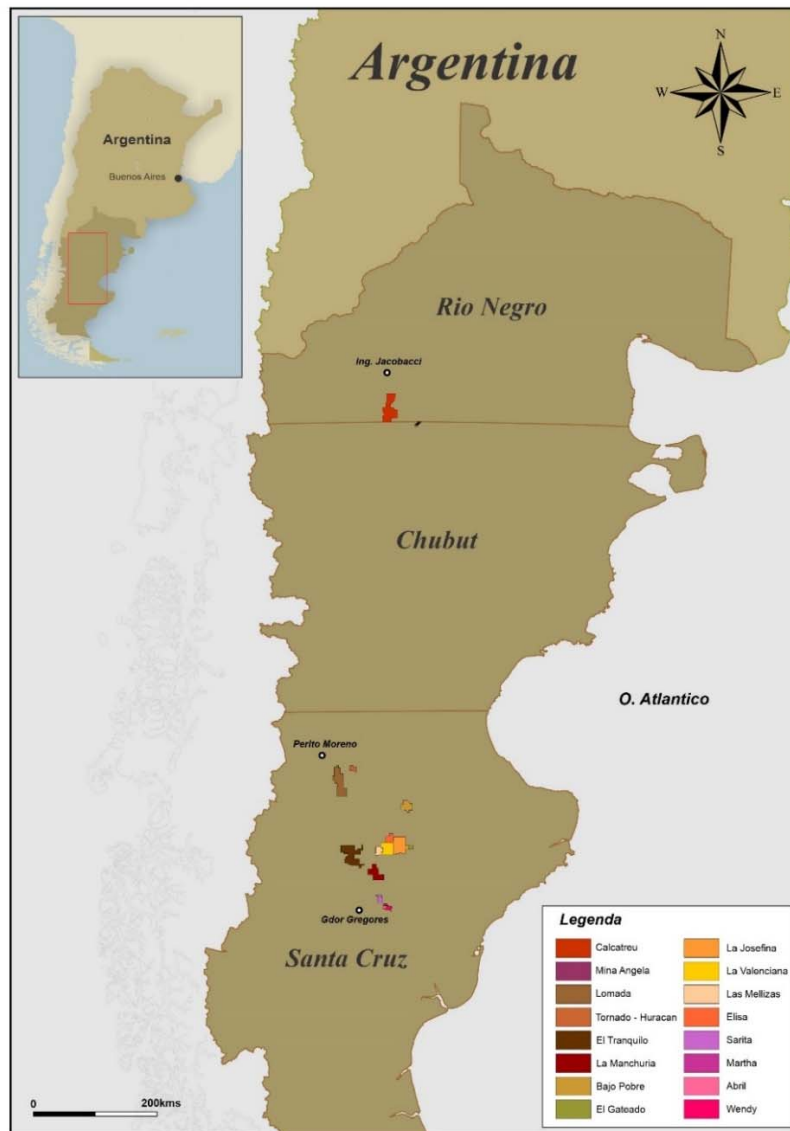 Argentina
N
W E
S
Argentina
Buenos Aires
Rio Negro
Ing. Jacobacci
Chubut
O. Atlantico
Perito Moreno
Gdor Gregores
Santa Cruz
Legenda
Calcatreu
Mina Angela
Lomada
Tornado - Huracan
El Tranquilo
La Manchuria
Bajo Pobre
El Gateado
La Josefina
La Valenciana
Las Mellizas
Elisa
Sarita
Martha
Abril
Wendy
0 200kms